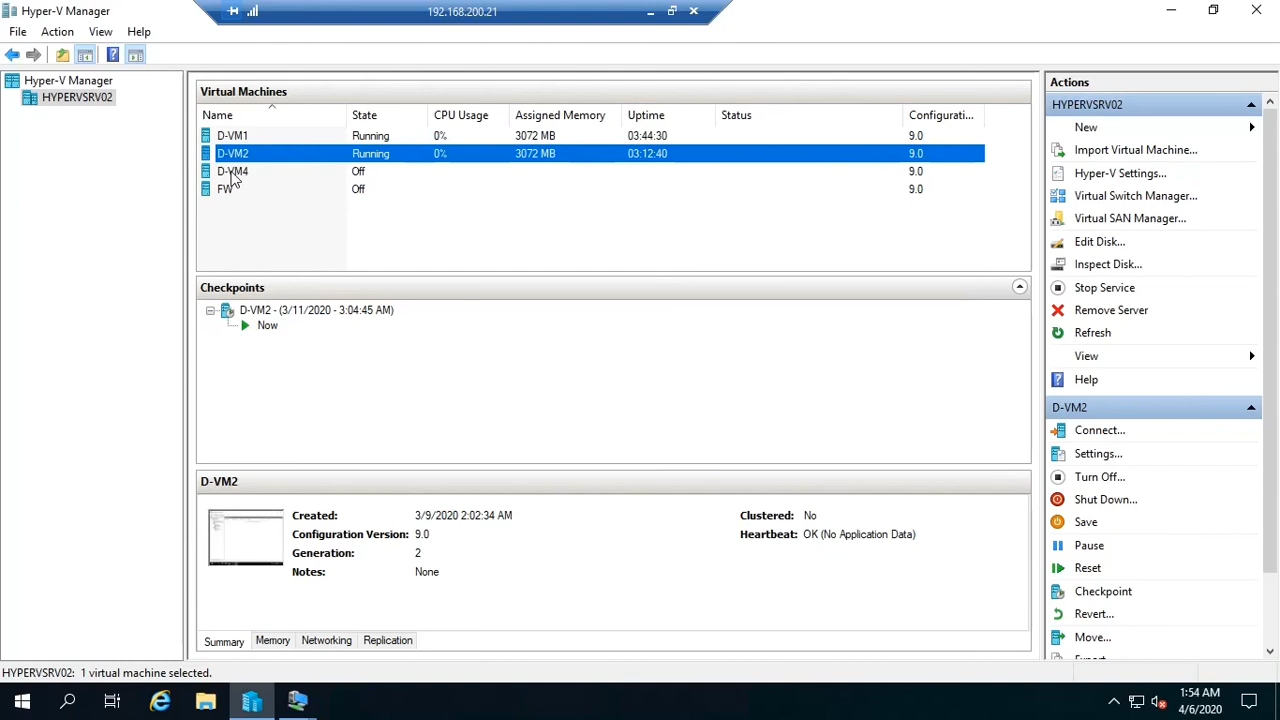 Hyper-V Manager
192.168.200.21
File Action View Help
Hyper-V Manager
HYPERVSRV02
Virtual Machines
Name State CPU Usage Assigned Memory Uptime Status Configurati...
D-VM1 Running 0% 3072 MB 03:44:30 9.0
D-VM2 Running 0% 3072 MB 03:12:40 9.0
D-VM4 Off 9.0
FW Off 9.0
Checkpoints
D-VM2 - (3/11/2020 - 3:04:45 AM)
Now
D-VM2
Created: 3/9/2020 2:02:34 AM Clustered: No
Configuration Version: 9.0 Heartbeat: OK (No Application Data)
Generation: 2
Notes: None
Summary Memory Networking Replication
Actions
HYPERVSRV02
New
Import Virtual Machine...
Hyper-V Settings...
Virtual Switch Manager...
Virtual SAN Manager...
Edit Disk...
Inspect Disk...
Stop Service
Remove Server
Refresh
View
Help
D-VM2
Connect...
Settings...
Turn Off...
Shut Down...
Save
Pause
Reset
Checkpoint
Revert...
Move...
HYPERVSRV02: 1 virtual machine selected.
1:54 AM
4/6/2020